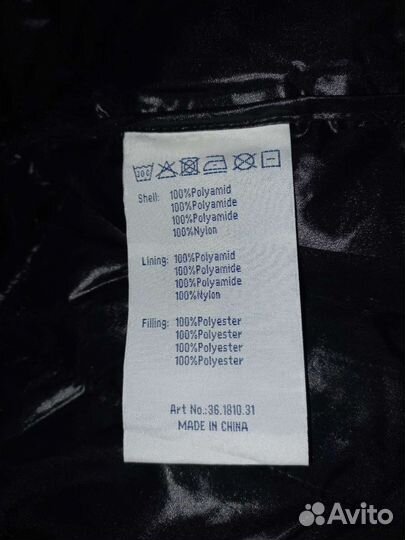 30C
Shell: 100%Polyamid
100%Polyamide
100%Polyamide
100%Nylon
Lining: 100%Polyamid
100%Polyamide
100%Polyamide
100%Nylon
Filling: 100%Polyester
100%Polyester
100%Polyester
100%Polyester
Art No.:36.1810.31
MADE IN CHINA
Avito